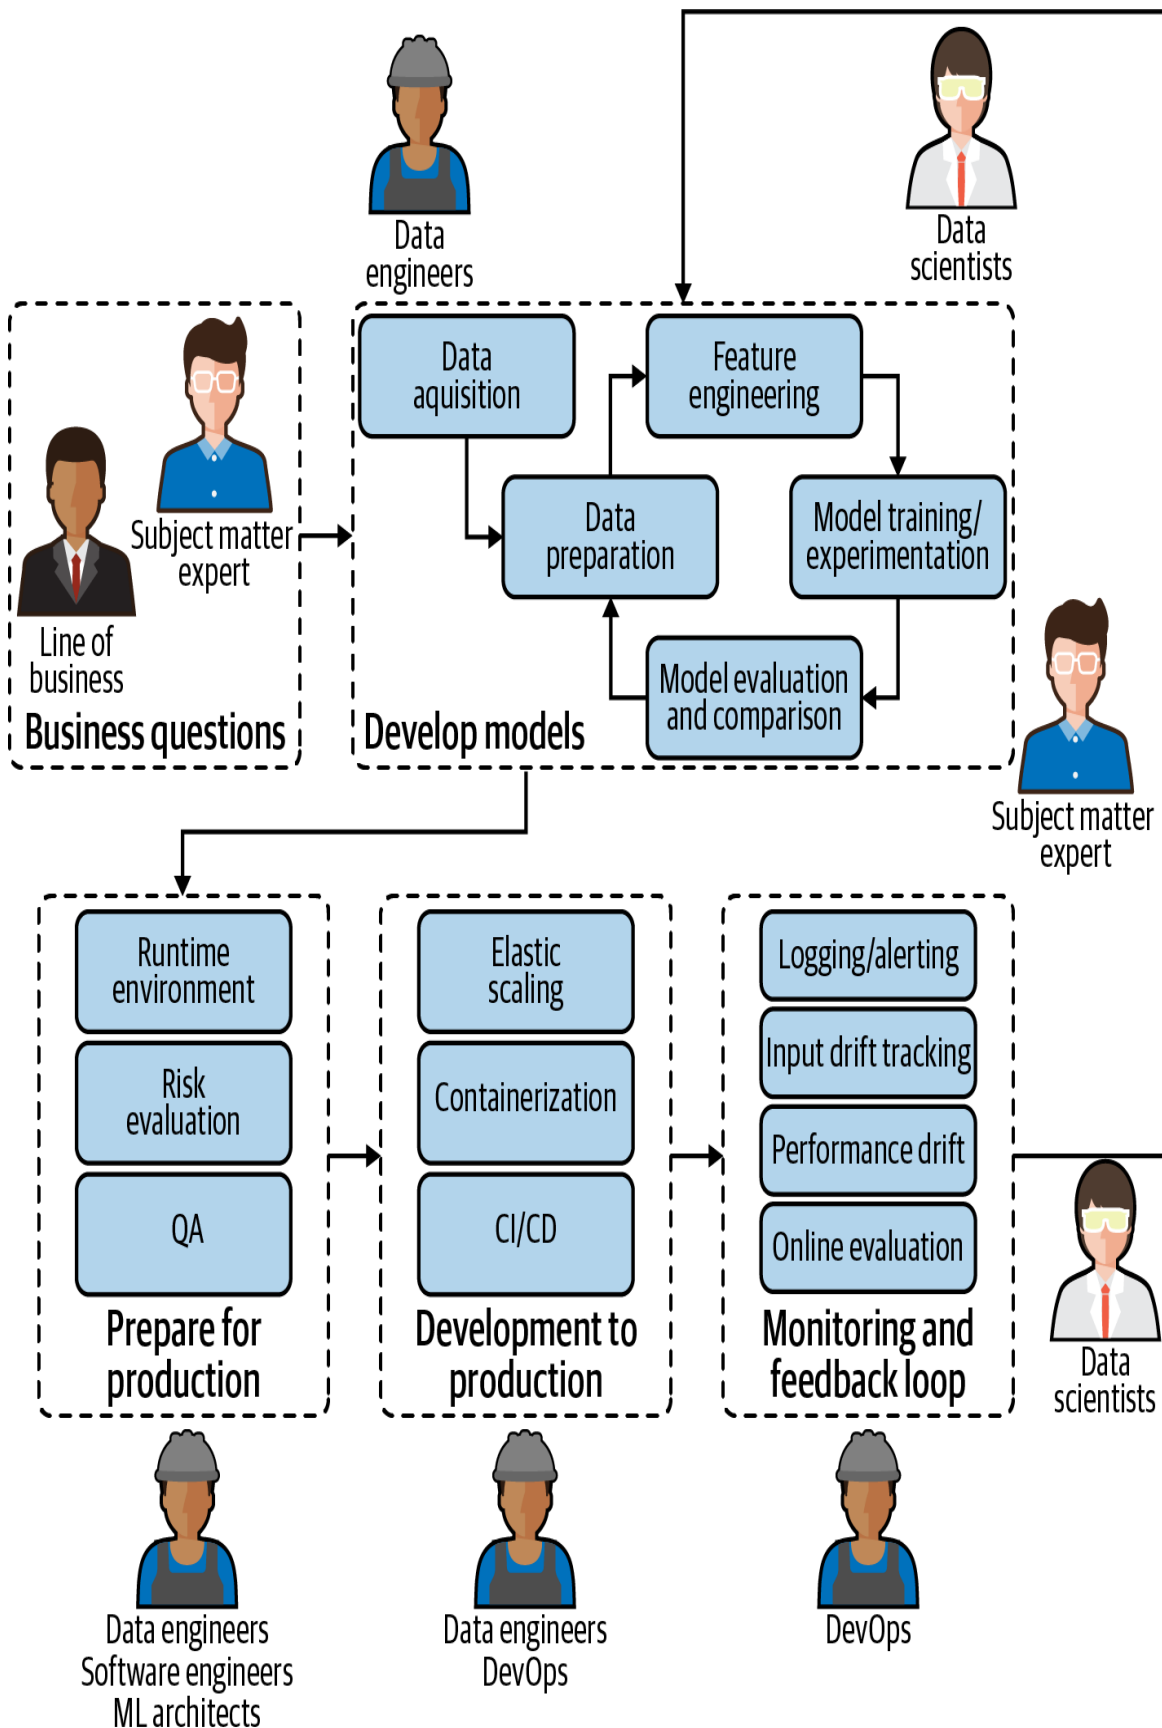 Data
engineers
Data
scientists
Subject matter
expert
Line of
business
Business questions
Data
aquisition
Feature
engineering
Data
preparation
Model training/
experimentation
Model evaluation
and comparison
Develop models
Subject matter
expert
Runtime
environment
Risk
evaluation
QA
Prepare for
production
Elastic
scaling
Containerization
CI/CD
Development to
production
Logging/alerting
Input drift tracking
Performance drift
Online evaluation
Monitoring and
feedback loop
Data
scientists
Data engineers
Software engineers
ML architects
Data engineers
DevOps
DevOps